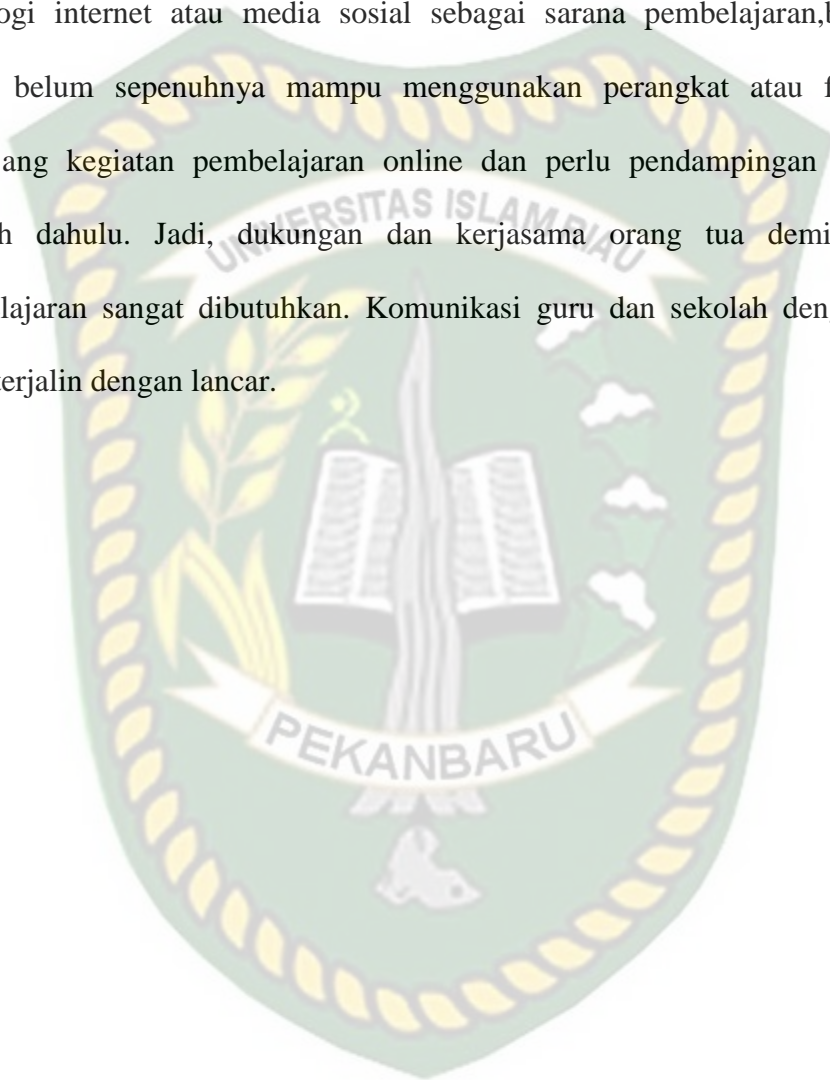 ogi internet atau media sosial sebagai sarana pembelajaran,b
belum sepenuhnya mampu menggunakan perangkat atau f
ang kegiatan pembelajaran online dan perlu pendampingan
h dahulu. Jadi, dukungan dan kerjasama orang tua demi
lajaran sangat dibutuhkan. Komunikasi guru dan sekolah den
terjalin dengan lancar.
UNIVERSITAS ISLAM RIAU
PEKANBARU